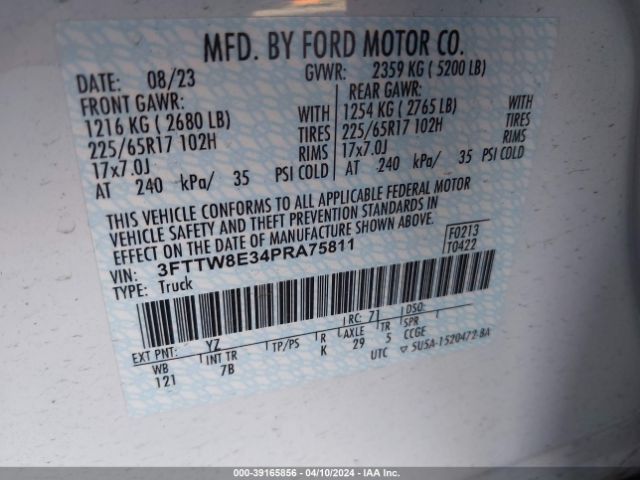 MFD. BY FORD MOTOR CO.
DATE: 08/23 GVWR: 2359 KG ( 5200 LB)
FRONT GAWR: REAR GAWR:
1216 KG ( 2680 LB) WITH 1254 KG ( 2765 LB) WITH
225/65R17 102H TIRES 225/65R17 102H TIRES
17x7.0J RIMS 17x7.0J RIMS
AT 240 kPa/ 35 PSI COLD AT 240 kPa/ 35 PSI COLD
THIS VEHICLE CONFORMS TO ALL APPLICABLE FEDERAL MOTOR
VEHICLE SAFETY AND THEFT PREVENTION STANDARDS IN
EFFECT ON THE DATE OF MANUFACTURE SHOWN ABOVE.
F0213
VIN: 3FTTW8E34PRA75811 T0422
TYPE: Truck
EXT PNT: YZ RC: 71 DSO:
WB INT TR TP/PS R AXLE TR SPR
121 7B K 29 5 CCGE
UTC ▽ 5U5A-1520472-BA
000-39165856 - 04/10/2024 - IAA Inc.